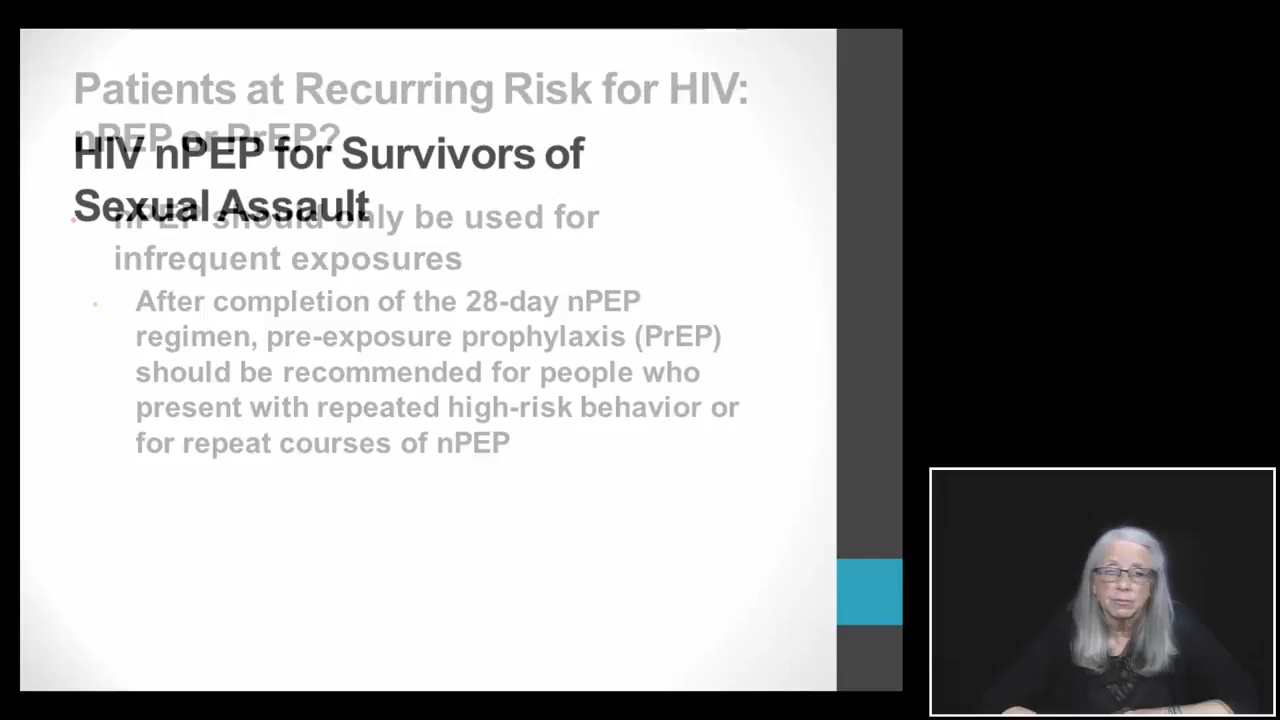 Patients at Recurring Risk for HIV:
nPEP or PrEP?
HIV nPEP for Survivors of
Sexual Assault
nPEP should only be used for
infrequent exposures
After completion of the 28-day nPEP
regimen, pre-exposure prophylaxis (PrEP)
should be recommended for people who
present with repeated high-risk behavior or
for repeat courses of nPEP